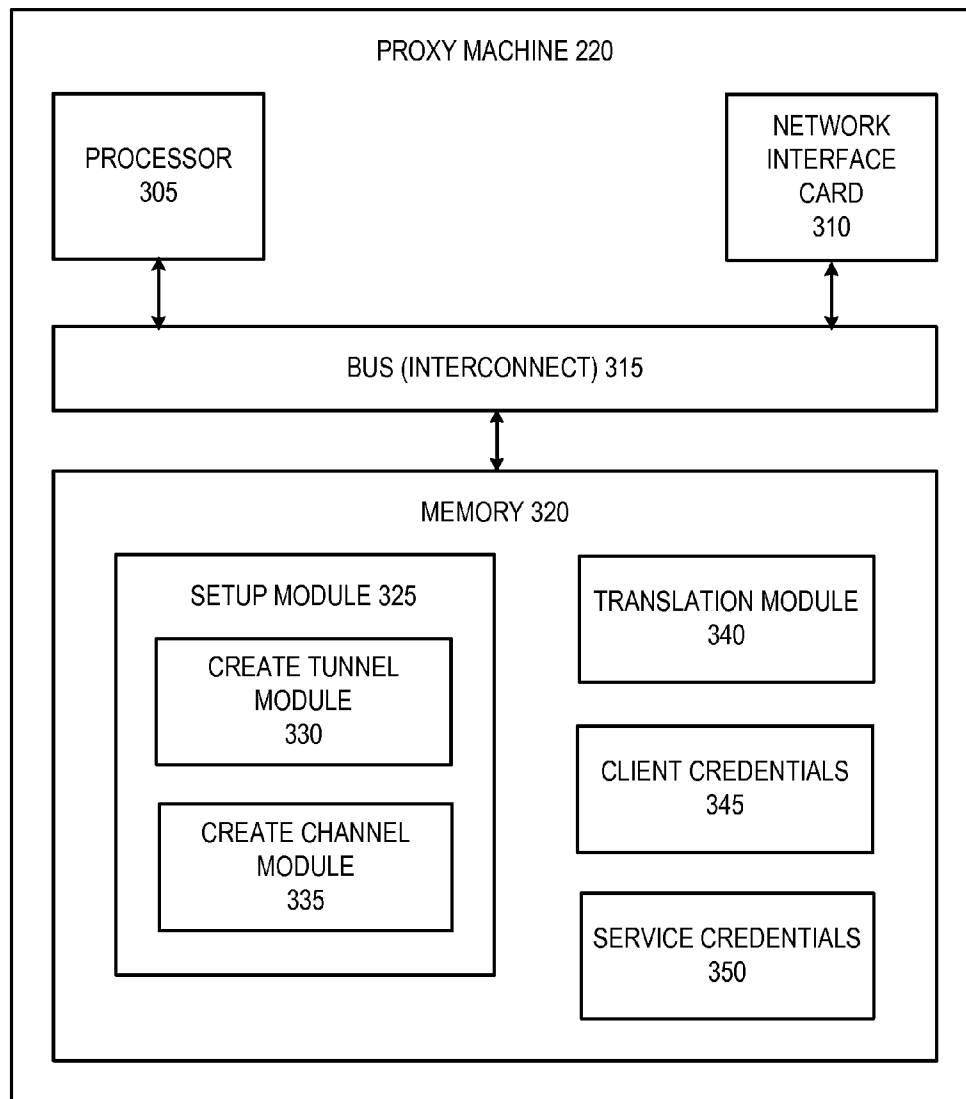 PROXY MACHINE 220
PROCESSOR
305
NETWORK
INTERFACE
CARD
310
BUS (INTERCONNECT) 315
MEMORY 320
SETUP MODULE 325
CREATE TUNNEL
MODULE
330
CREATE CHANNEL
MODULE
335
TRANSLATION MODULE
340
CLIENT CREDENTIALS
345
SERVICE CREDENTIALS
350